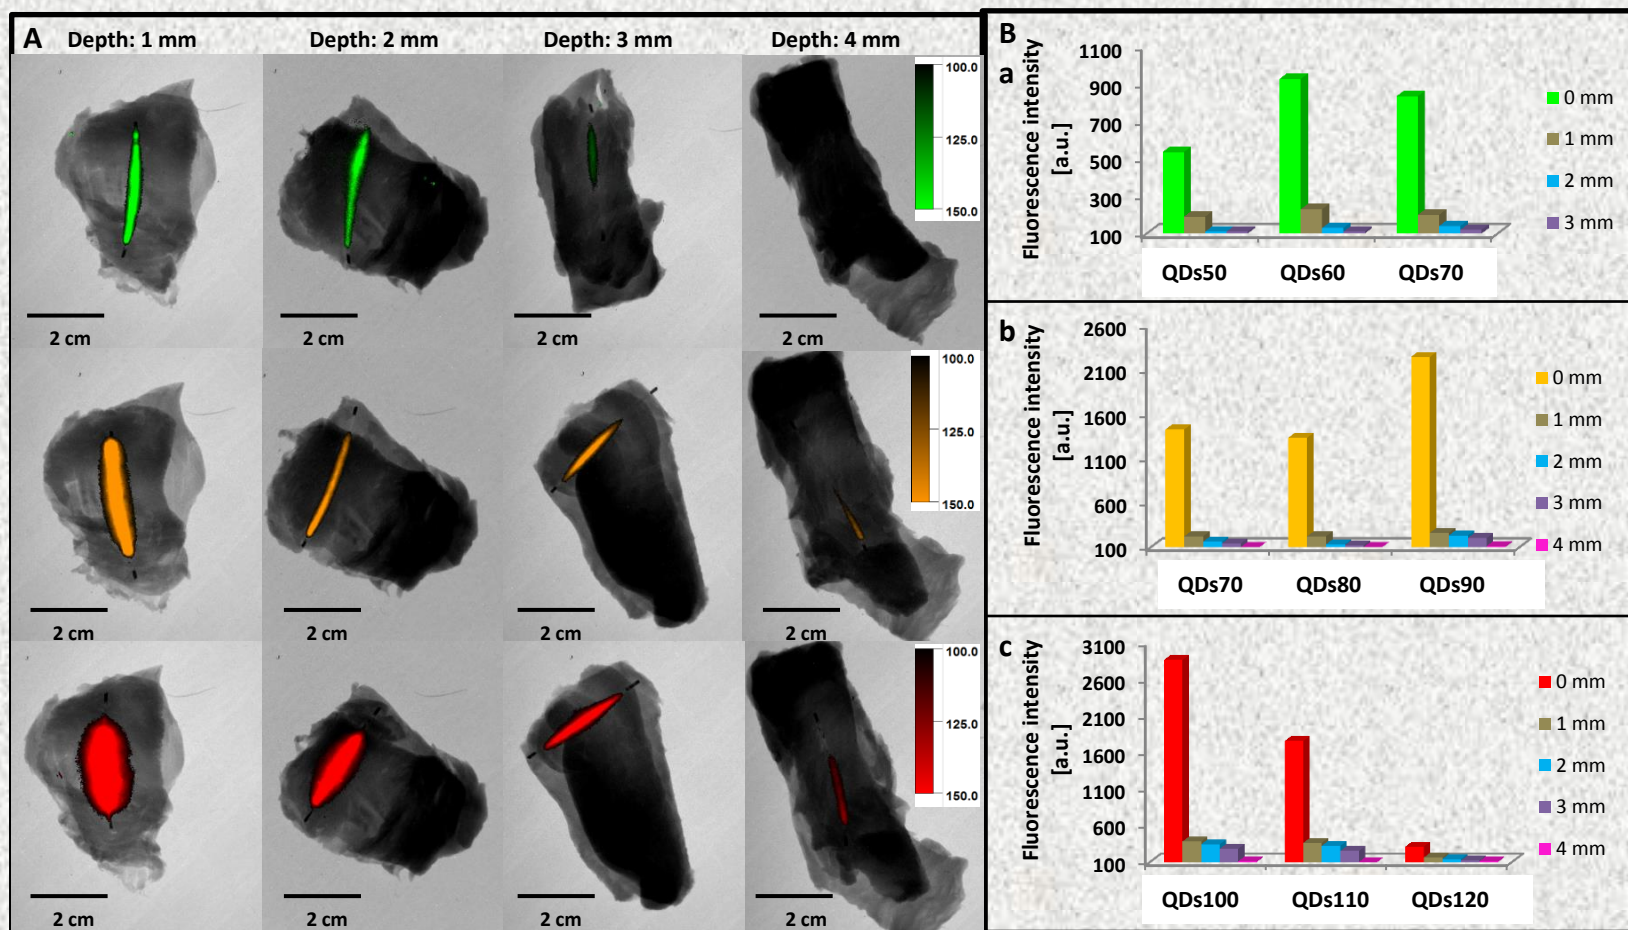 A
Depth: 1 mm
Depth: 2 mm
Depth: 3 mm
Depth: 4 mm
100.0
125.0
150.0
2 cm
2 cm
2 cm
2 cm
100.0
125.0
150.0
2 cm
2 cm
2 cm
2 cm
100.0
125.0
150.0
2 cm
2 cm
2 cm
2 cm
B
a
Fluorescence intensity
[a.u.]
1100
900
700
500
300
100
QDs50
QDs60
QDs70
0 mm
1 mm
2 mm
3 mm
b
Fluorescence intensity
[a.u.]
2600
2100
1600
1100
600
100
QDs70
QDs80
QDs90
0 mm
1 mm
2 mm
3 mm
4 mm
c
Fluorescence intensity
[a.u.]
3100
2600
2100
1600
1100
600
100
QDs100
QDs110
QDs120
0 mm
1 mm
2 mm
3 mm
4 mm